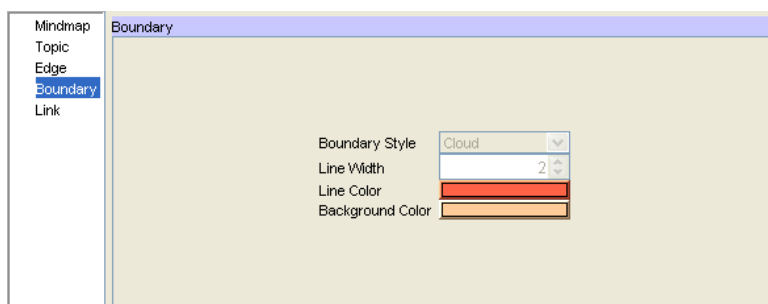 Mindmap
Topic
Edge
Boundary
Link
Boundary
Boundary Style Cloud
Line Width 2
Line Color
Background Color